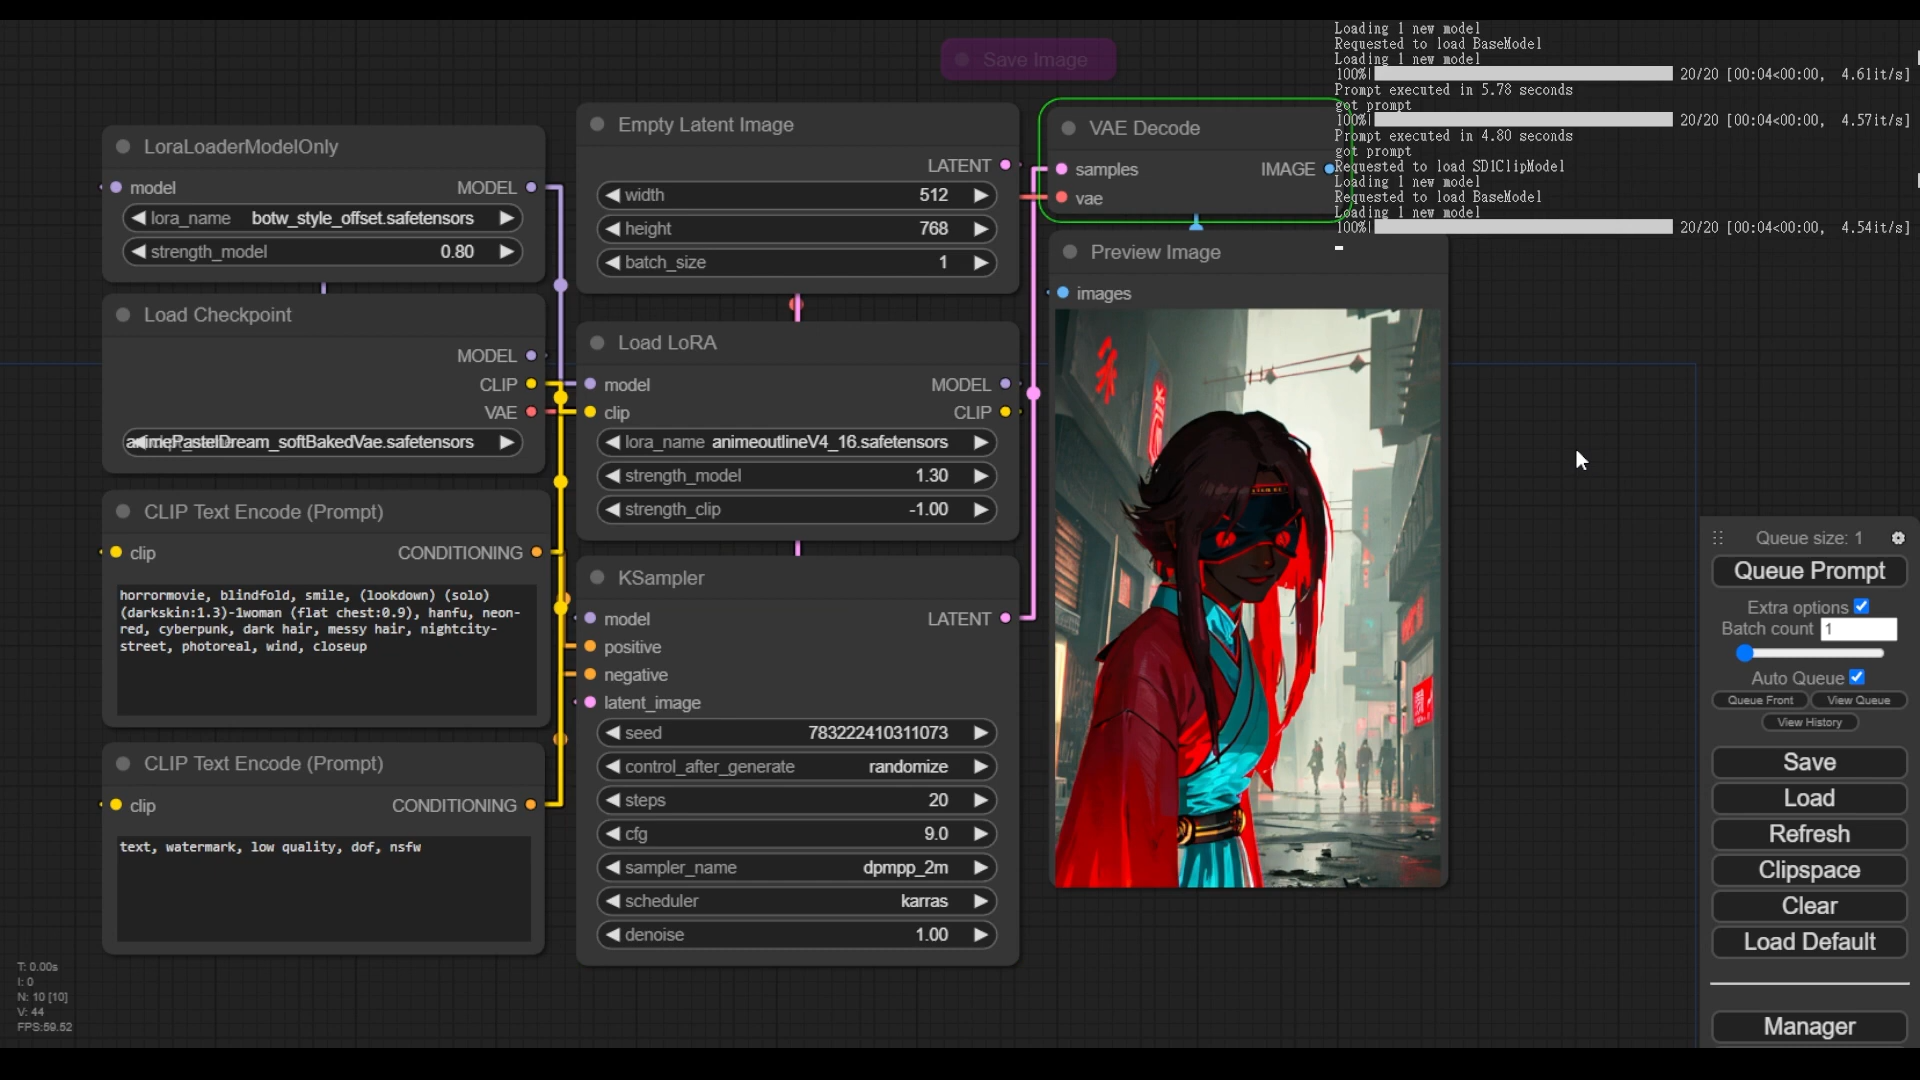 Save Image
Loading 1 new model
Requested to load BaseModel
Loading 1 new model
100%| 20/20 [00:04<00:00, 4.61it/s]
Prompt executed in 5.78 seconds
got prompt
100%| 20/20 [00:04<00:00, 4.57it/s]
Prompt executed in 4.80 seconds
got prompt
Requested to load SD1ClipModel
Loading 1 new model
Requested to load BaseModel
Loading 1 new model
100%| 20/20 [00:04<00:00, 4.54it/s]
LoraLoaderModelOnly
model MODEL
lora_name botw_style_offset.safetensors
strength_model 0.80
Load Checkpoint
MODEL
CLIP
VAE
animePastelDream_softBakedVae.safetensors
CLIP Text Encode (Prompt)
clip CONDITIONING
horrormovie, blindfold, smile, (lookdown) (solo)
(darkskin:1.3)-1woman (flat chest:0.9), hanfu, neon-
red, cyberpunk, dark hair, messy hair, nightcity-
street, photoreal, wind, closeup
CLIP Text Encode (Prompt)
clip CONDITIONING
text, watermark, low quality, dof, nsfw
Empty Latent Image
LATENT
width 512
height 768
batch_size 1
Load LoRA
model MODEL
clip CLIP
lora_name animeoutlineV4_16.safetensors
strength_model 1.30
strength_clip -1.00
KSampler
model LATENT
positive
negative
latent_image
seed 783222410311073
control_after_generate randomize
steps 20
cfg 9.0
sampler_name dpmpp_2m
scheduler karras
denoise 1.00
VAE Decode
samples IMAGE
vae
Preview Image
images
Queue size: 1
Queue Prompt
Extra options
Batch count 1
Auto Queue
Queue Front View Queue
View History
Save
Load
Refresh
Clipspace
Clear
Load Default
Manager
T: 0.00s
I: 0
N: 10 [10]
V: 44
FPS:59.52